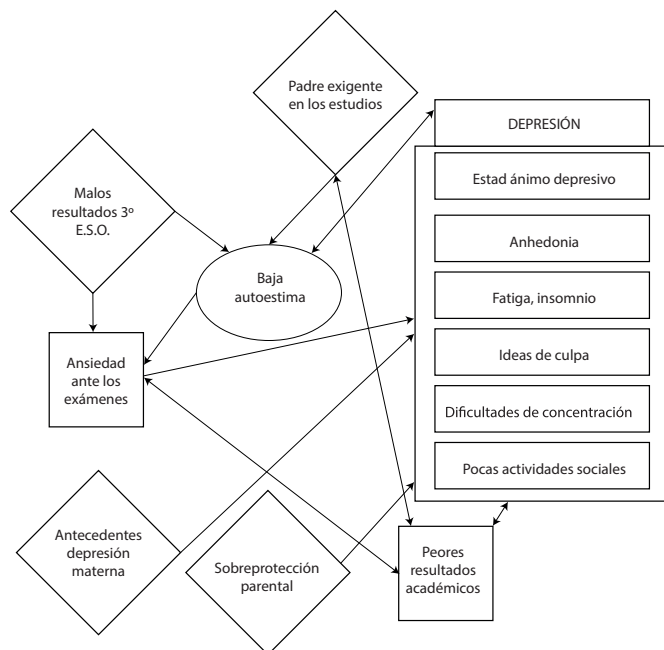 Padre exigente
en los estudios
DEPRESIÓN
Malos
resultados 3º
E.S.O.
Estad ánimo depresivo
Anhedonia
Baja
autoestima
Fatiga, insomnio
Ansiedad
ante los
exámenes
Ideas de culpa
Dificultades de concentración
Pocas actividades sociales
Antecedentes
depresión
materna
Sobreprotección
parental
Peores
resultados
académicos